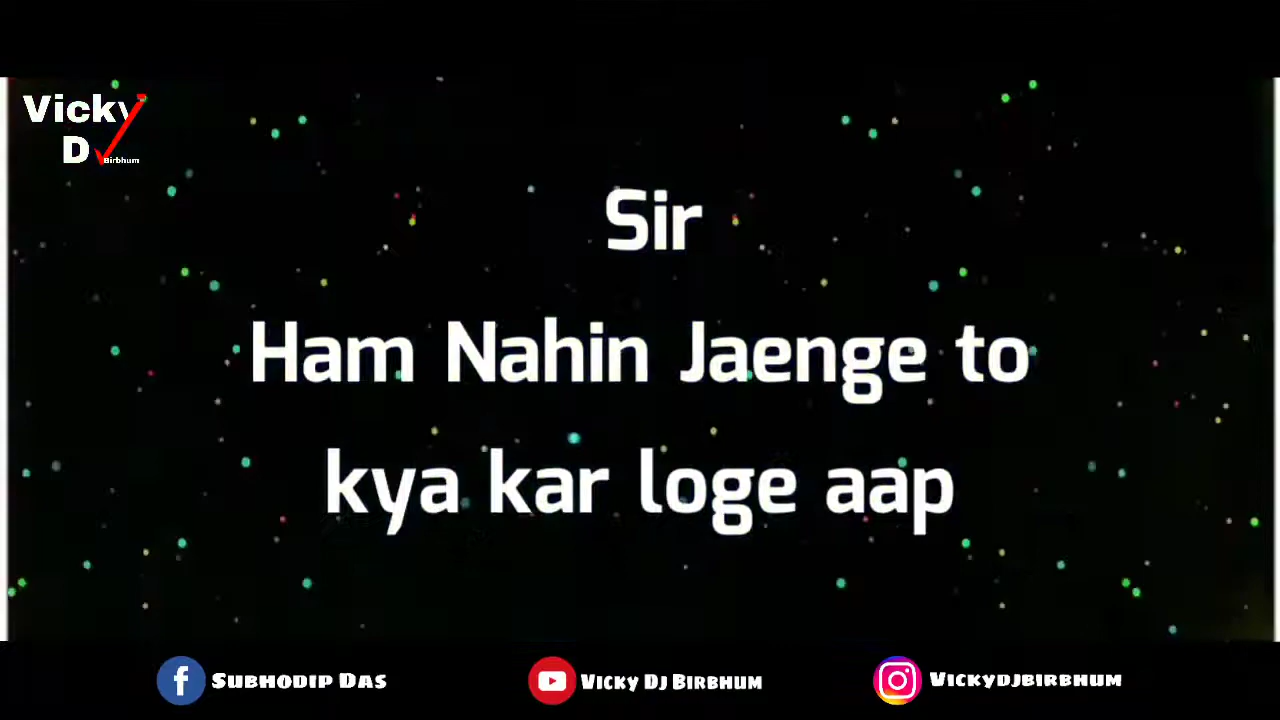 Vicky
D
Birbhum
Sir
Ham Nahin Jaenge to
kya kar loge aap
Subhodip Das
Vicky Dj Birbhum
Vickydjbirbhum